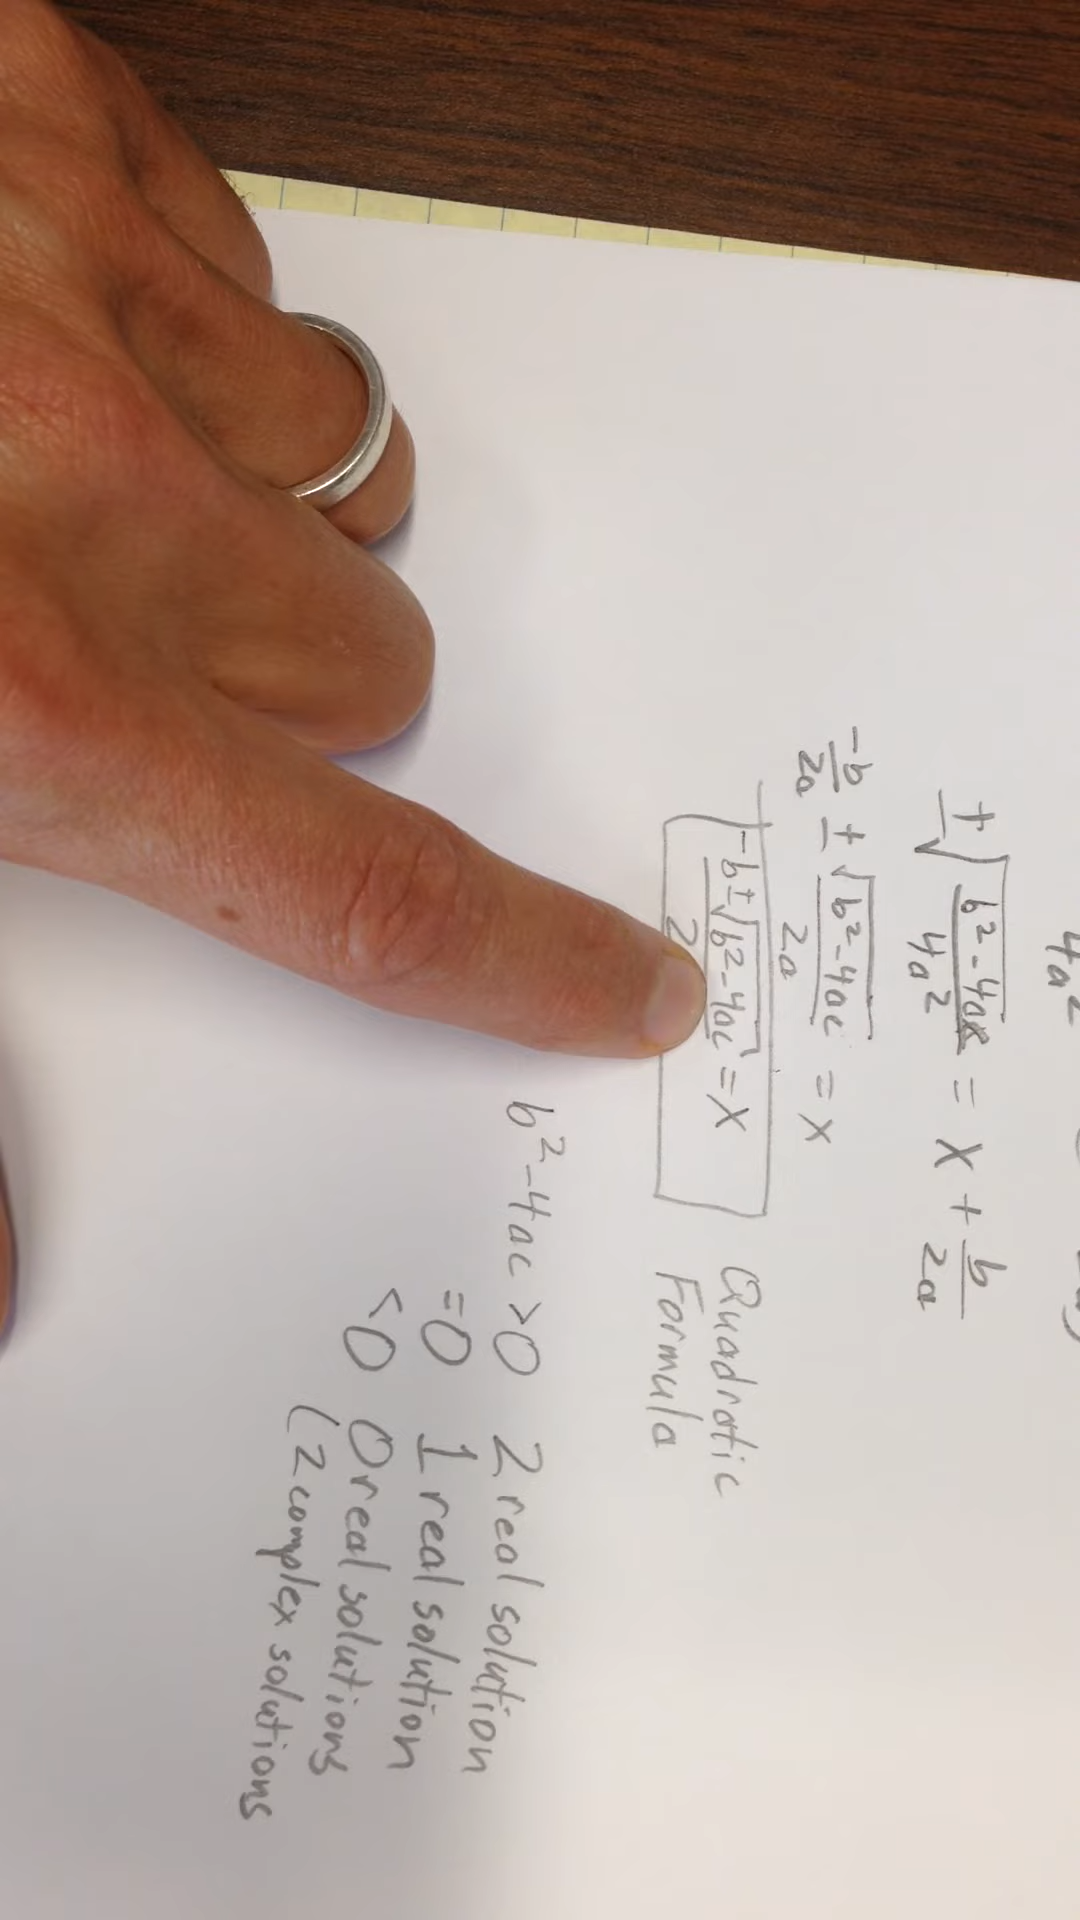 4a²
±√(b²-4ac/4a²) = x + b/2a
-b/2a ± √(b²-4ac)/2a = x
-b±√(b²-4ac)/2 = x
Quadratic
Formula
b²-4ac >0 2 real solution
=0 1 real solution
<0 0 real solutions
(2 complex solutions